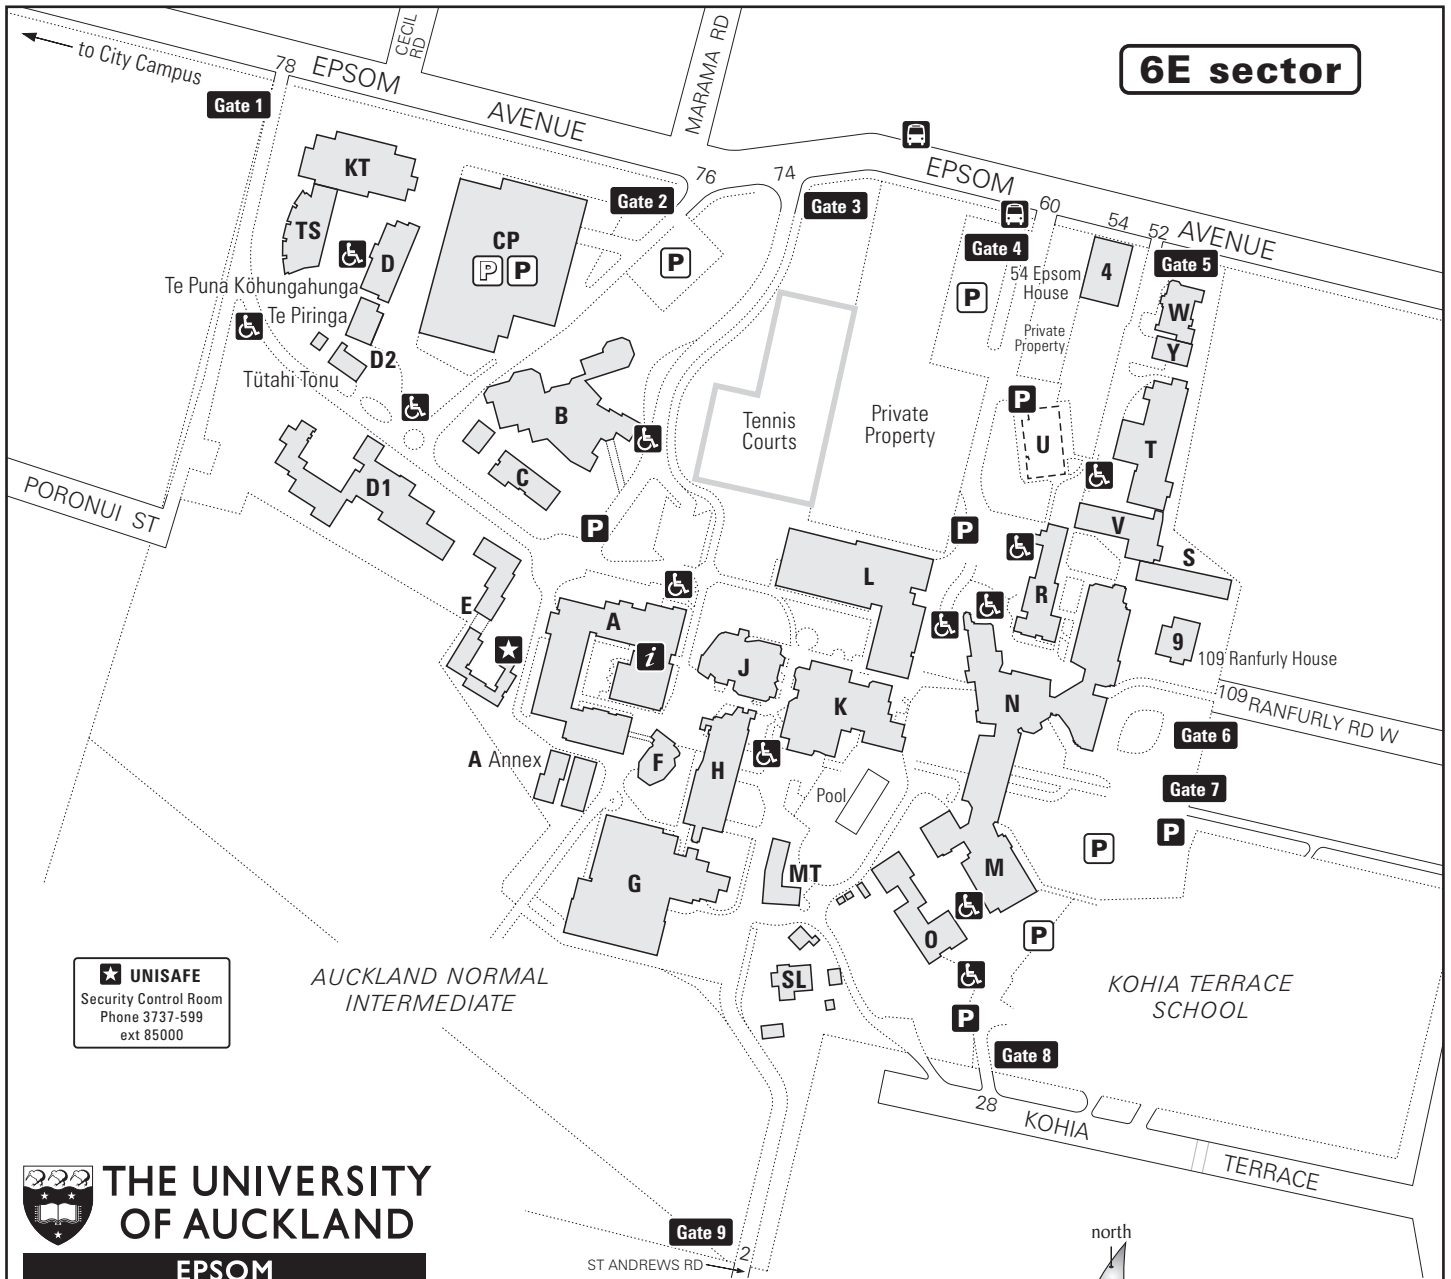 CECIL
RD
MARAMA RD
to City Campus
78
EPSOM
AVENUE
6E sector
Gate 1
EPSOM
AVENUE
76
74
60
54
52
Gate 2
Gate 3
Gate 4
Gate 5
KT
TS
D
CP
P
P
P
P
4
54 Epsom
House
W
Y
Te Puna Kōhungahunga
Te Piringa
D2
Tūtahi Tonu
Private
Property
B
C
Tennis
Courts
Private
Property
P
U
T
D1
PORONUI ST
P
P
V
S
L
R
E
A
i
J
K
N
9
109 Ranfurly House
109
RANFURLY RD W
Gate 6
A Annex
F
H
Pool
Gate 7
P
P
G
MT
M
O
P
SL
P
UNISAFE
Security Control Room
Phone 3737-599
ext 85000
AUCKLAND NORMAL
INTERMEDIATE
KOHIA TERRACE
SCHOOL
Gate 8
28
KOHIA
TERRACE
THE UNIVERSITY
OF AUCKLAND
EPSOM
Gate 9
2
ST ANDREWS RD
north